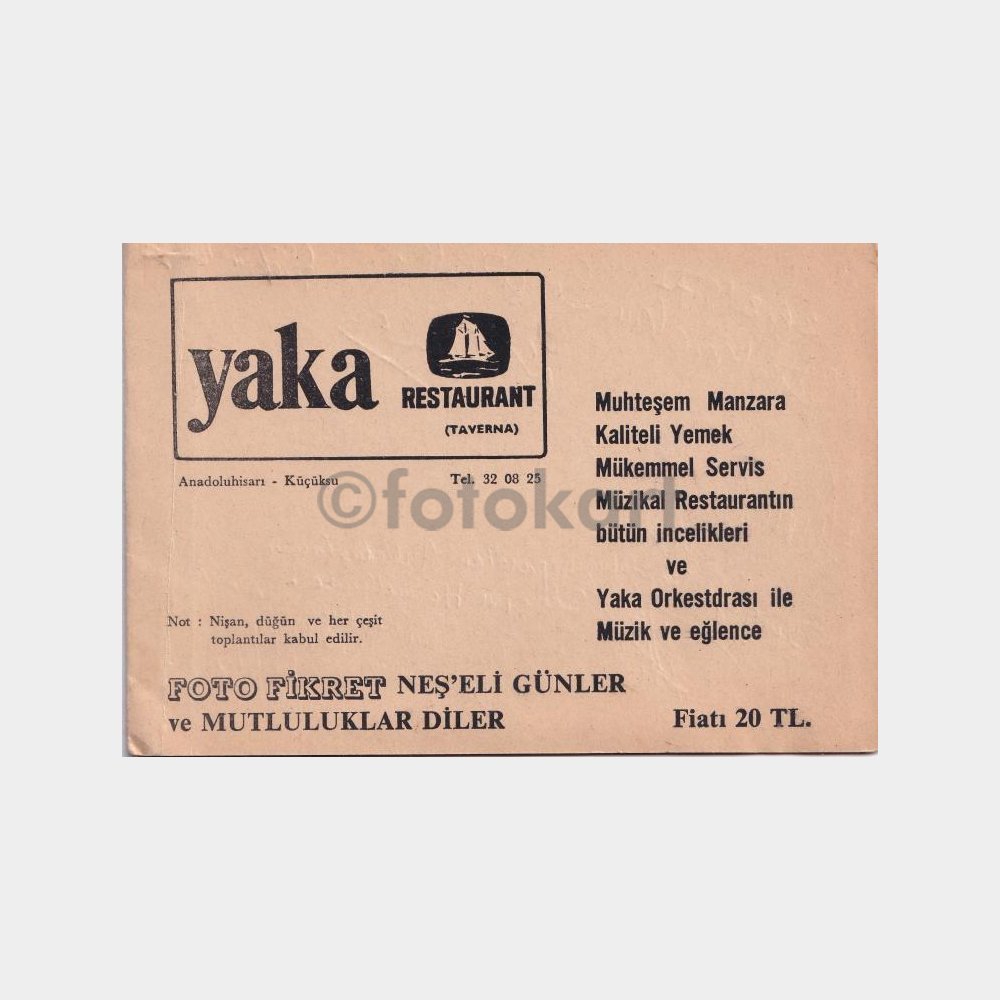 yaka
RESTAURANT
(TAVERNA)
Anadoluhisarı - Küçüksu Tel. 32 08 25
Muhteşem Manzara
Kaliteli Yemek
Mükemmel Servis
Müzikal Restaurantın
bütün incelikleri
ve
Yaka Orkestdrası ile
Müzik ve eğlence
Not : Nişan, düğün ve her çeşit
toplantılar kabul edilir.
FOTO FİKRET NEŞ'ELİ GÜNLER
ve MUTLULUKLAR DİLER
Fiatı 20 TL.
©fotokart